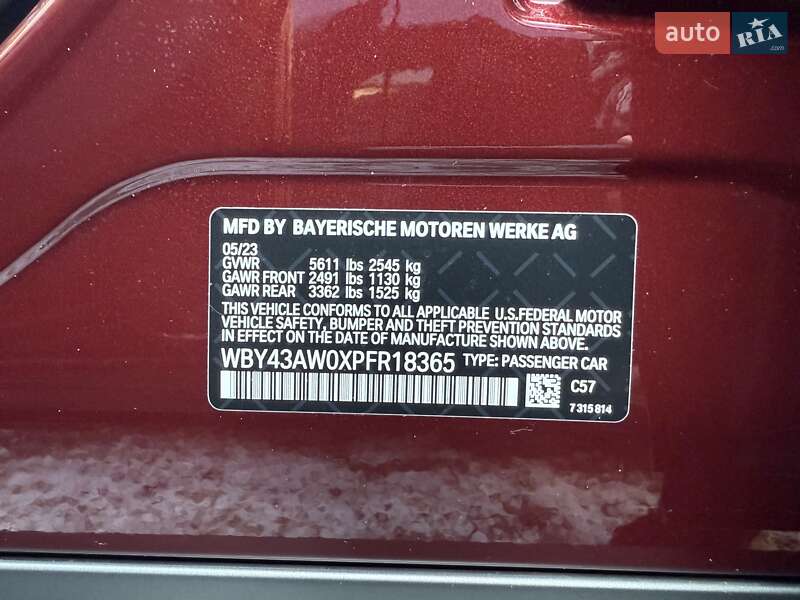 auto RIA.com
MFD BY BAYERISCHE MOTOREN WERKE AG
05/23
GVWR 5611 lbs 2545 kg
GAWR FRONT 2491 lbs 1130 kg
GAWR REAR 3362 lbs 1525 kg
THIS VEHICLE CONFORMS TO ALL APPLICABLE U.S.FEDERAL MOTOR
VEHICLE SAFETY, BUMPER AND THEFT PREVENTION STANDARDS
IN EFFECT ON THE DATE OF MANUFACTURE SHOWN ABOVE.
WBY43AW0XPFR18365 TYPE: PASSENGER CAR
C57
7 315 814